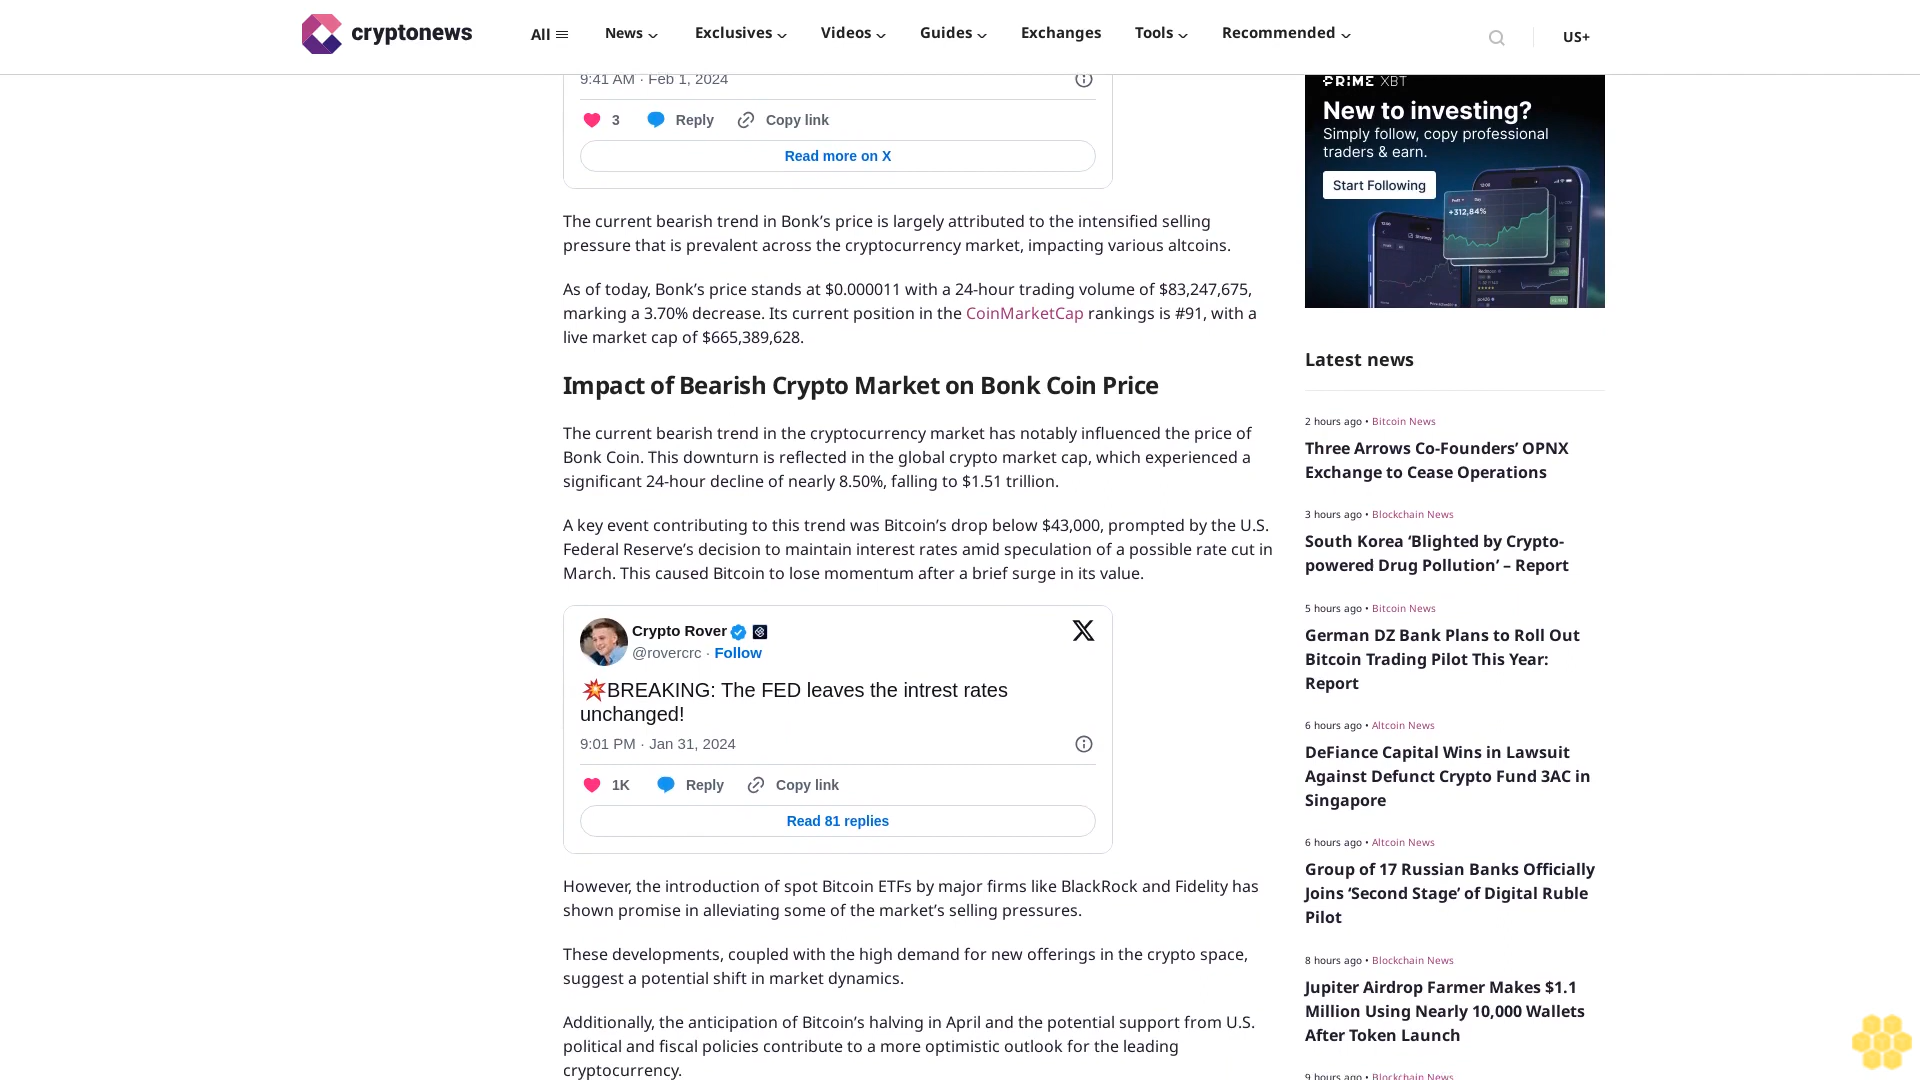 cryptonews
All
News
Exclusives
Videos
Guides
Exchanges
Tools
Recommended
US+
9:41 AM · Feb 1, 2024
3
Reply
Copy link
Read more on X
The current bearish trend in Bonk’s price is largely attributed to the intensified selling
pressure that is prevalent across the cryptocurrency market, impacting various altcoins.
As of today, Bonk’s price stands at $0.000011 with a 24-hour trading volume of $83,247,675,
marking a 3.70% decrease. Its current position in the CoinMarketCap rankings is #91, with a
live market cap of $665,389,628.
Impact of Bearish Crypto Market on Bonk Coin Price
The current bearish trend in the cryptocurrency market has notably influenced the price of
Bonk Coin. This downturn is reflected in the global crypto market cap, which experienced a
significant 24-hour decline of nearly 8.50%, falling to $1.51 trillion.
A key event contributing to this trend was Bitcoin’s drop below $43,000, prompted by the U.S.
Federal Reserve’s decision to maintain interest rates amid speculation of a possible rate cut in
March. This caused Bitcoin to lose momentum after a brief surge in its value.
Crypto Rover
@rovercrc · Follow
💥BREAKING: The FED leaves the intrest rates
unchanged!
9:01 PM · Jan 31, 2024
1K
Reply
Copy link
Read 81 replies
However, the introduction of spot Bitcoin ETFs by major firms like BlackRock and Fidelity has
shown promise in alleviating some of the market’s selling pressures.
These developments, coupled with the high demand for new offerings in the crypto space,
suggest a potential shift in market dynamics.
Additionally, the anticipation of Bitcoin’s halving in April and the potential support from U.S.
political and fiscal policies contribute to a more optimistic outlook for the leading
cryptocurrency.
PRIME XBT
New to investing?
Simply follow, copy professional
traders & earn.
Start Following
+312,84%
Latest news
2 hours ago • Bitcoin News
Three Arrows Co-Founders’ OPNX
Exchange to Cease Operations
3 hours ago • Blockchain News
South Korea ‘Blighted by Crypto-
powered Drug Pollution’ – Report
5 hours ago • Bitcoin News
German DZ Bank Plans to Roll Out
Bitcoin Trading Pilot This Year:
Report
6 hours ago • Altcoin News
DeFiance Capital Wins in Lawsuit
Against Defunct Crypto Fund 3AC in
Singapore
6 hours ago • Altcoin News
Group of 17 Russian Banks Officially
Joins ‘Second Stage’ of Digital Ruble
Pilot
8 hours ago • Blockchain News
Jupiter Airdrop Farmer Makes $1.1
Million Using Nearly 10,000 Wallets
After Token Launch
9 hours ago • Blockchain News